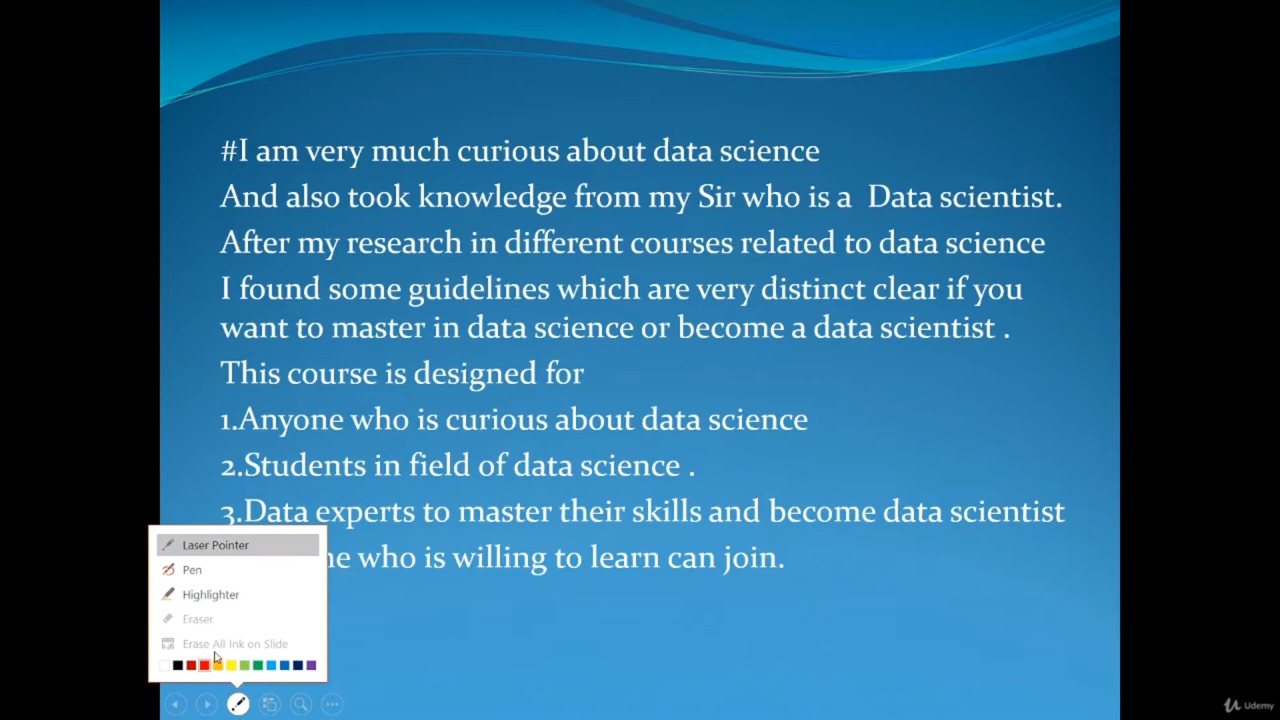 #I am very much curious about data science
And also took knowledge from my Sir who is a  Data scientist.
After my research in different courses related to data science
I found some guidelines which are very distinct clear if you
want to master in data science or become a data scientist .
This course is designed for
1.Anyone who is curious about data science
2.Students in field of data science .
3.Data experts to master their skills and become data scientist
who is willing to learn can join.
Laser Pointer
Pen
Highlighter
Eraser
Erase All Ink on Slide
Udemy